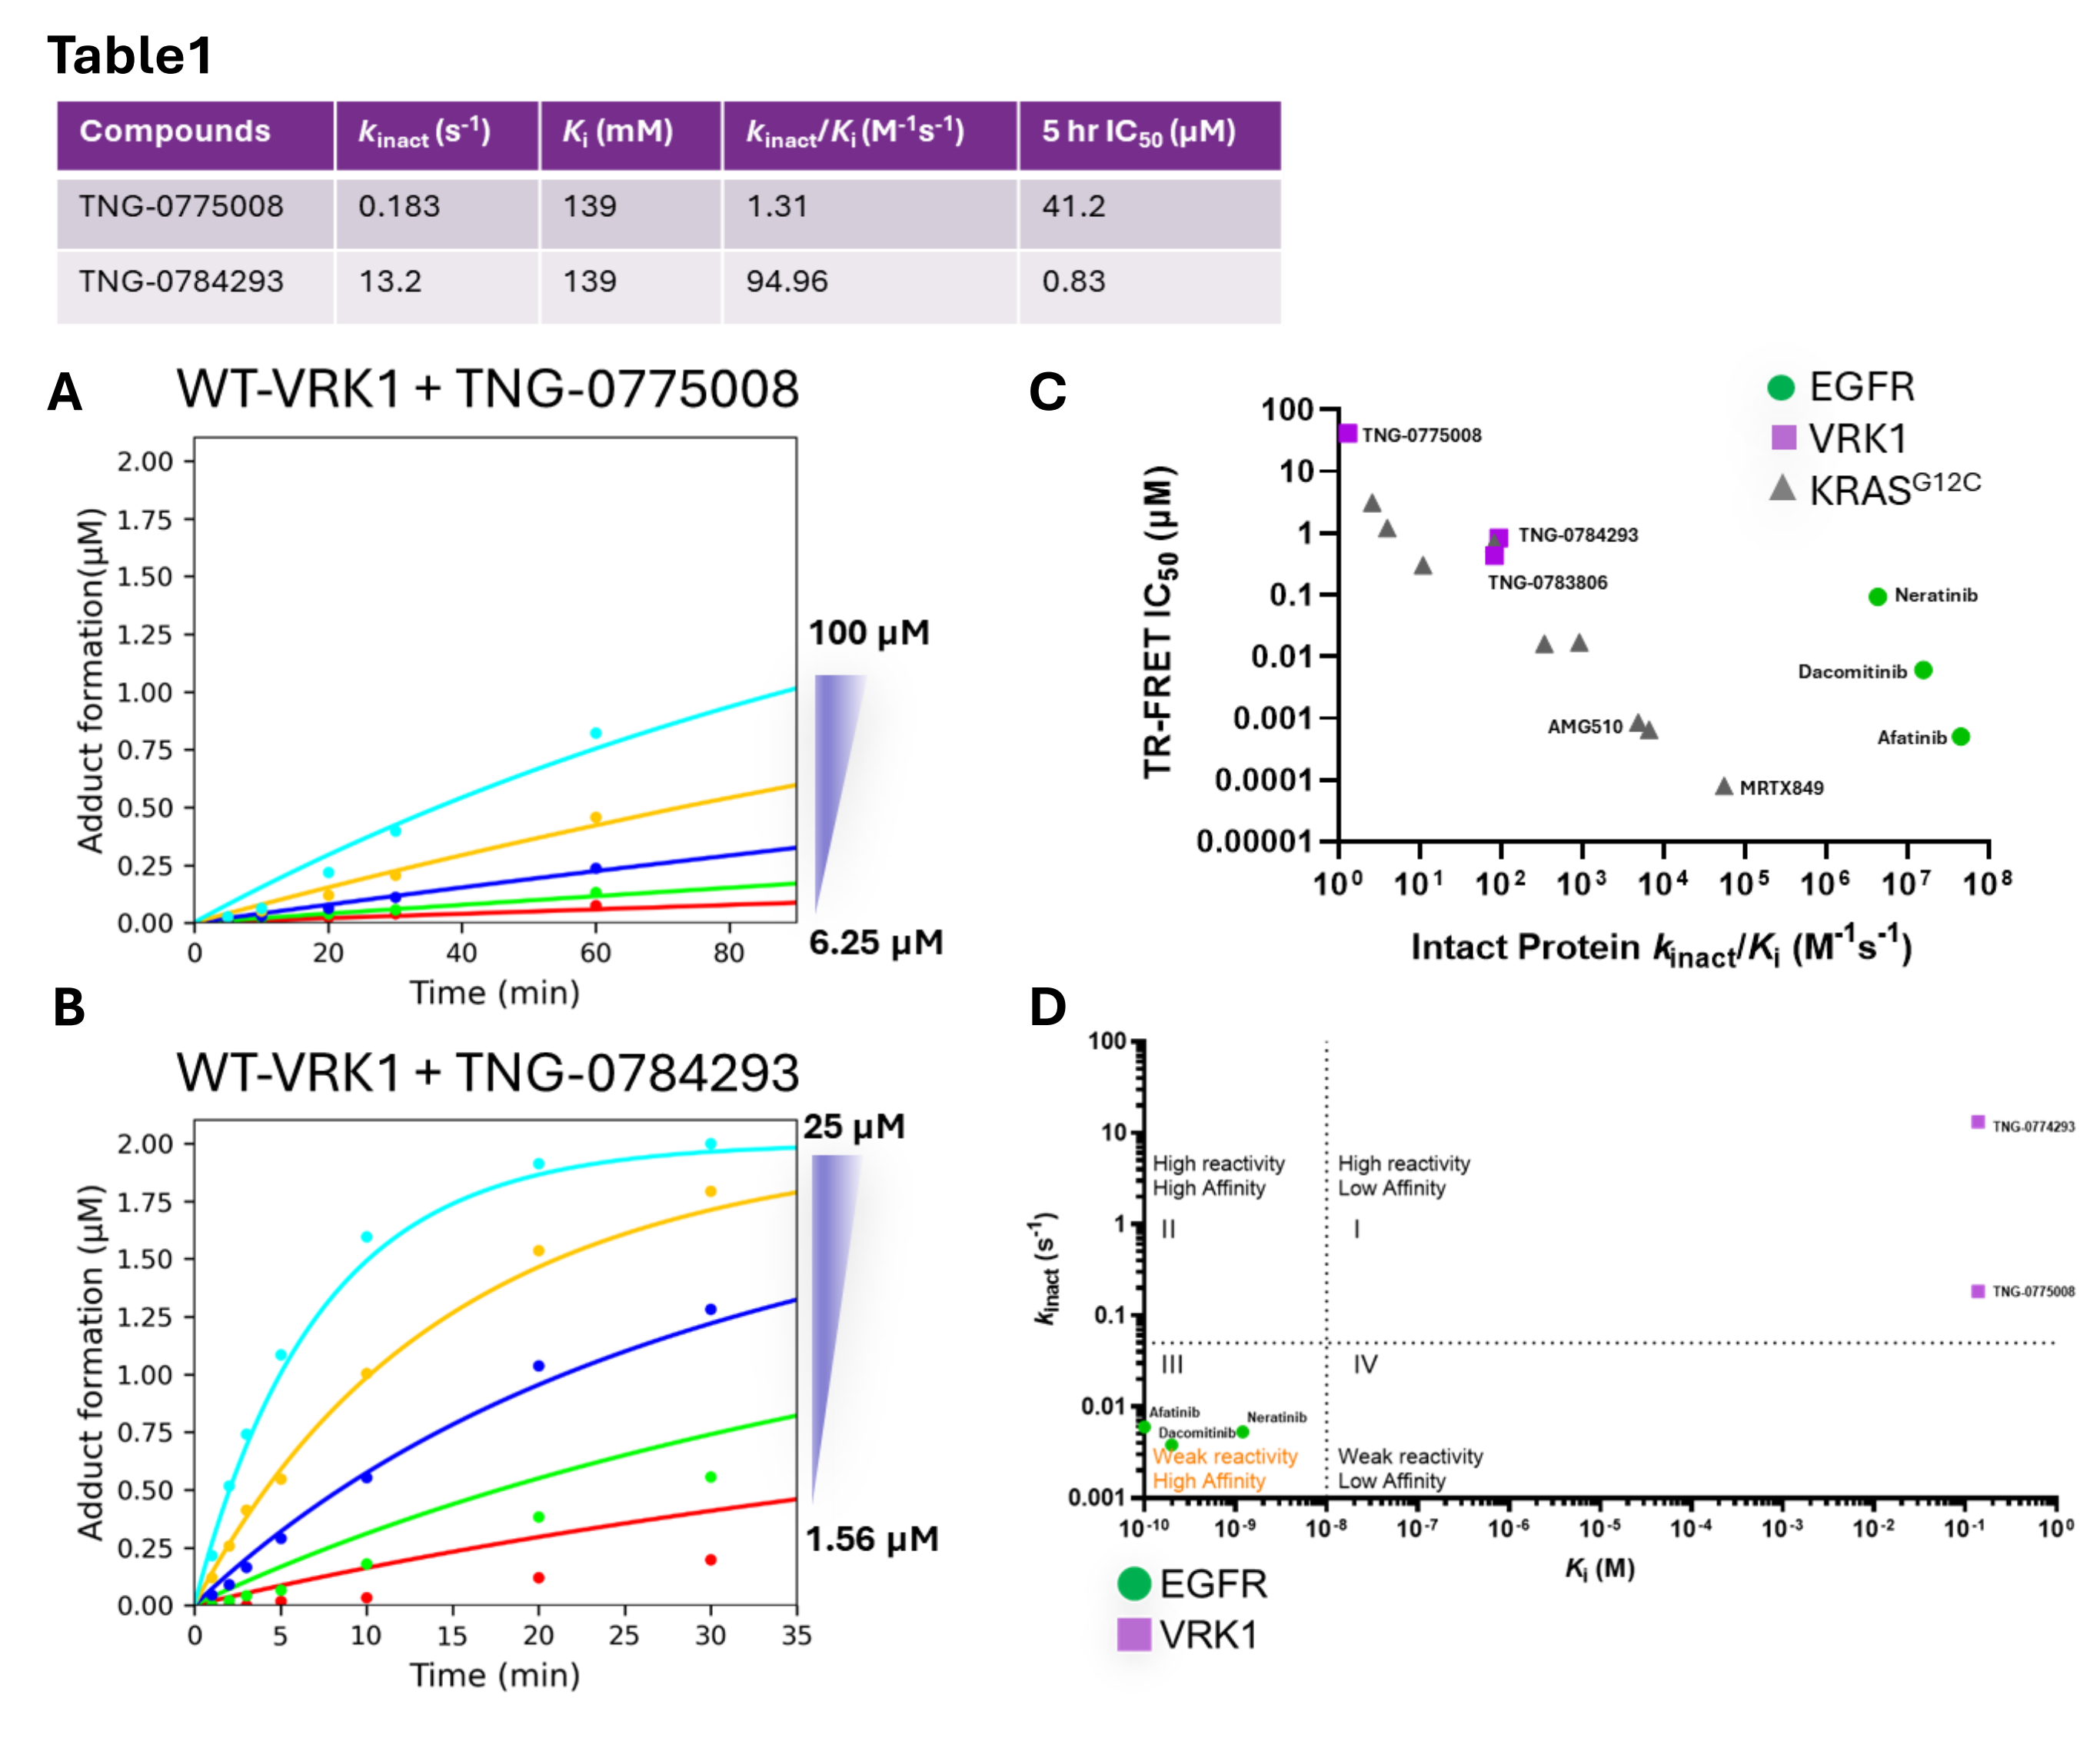 Table1
Compounds kinact (s-1) Ki (mM) kinact/Ki (M-1s-1) 5 hr IC50 (µM)
TNG-0775008 0.183 139 1.31 41.2
TNG-0784293 13.2 139 94.96 0.83
A
WT-VRK1 + TNG-0775008
Adduct formation(µM)
2.00
1.75
1.50
1.25
1.00
0.75
0.50
0.25
0.00
0 20 40 60 80
Time (min)
100 µM
6.25 µM
B
WT-VRK1 + TNG-0784293
Adduct formation (µM)
2.00
1.75
1.50
1.25
1.00
0.75
0.50
0.25
0.00
0 5 10 15 20 25 30 35
Time (min)
25 µM
1.56 µM
C
EGFR
VRK1
KRASG12C
TR-FRET IC50 (µM)
100
10
1
0.1
0.01
0.001
0.0001
0.00001
TNG-0775008
TNG-0784293
TNG-0783806
Neratinib
Dacomitinib
AMG510
Afatinib
MRTX849
10⁰ 10¹ 10² 10³ 10⁴ 10⁵ 10⁶ 10⁷ 10⁸
Intact Protein kinact/Ki (M-1s-1)
D
kinact (s-1)
100
10
1
0.1
0.01
0.001
TNG-0774293
High reactivity
High Affinity
II
High reactivity
Low Affinity
I
TNG-0775008
III
IV
Afatinib
Neratinib
Dacomitinib
Weak reactivity
High Affinity
Weak reactivity
Low Affinity
10-10 10-9 10-8 10-7 10-6 10-5 10-4 10-3 10-2 10-1 10⁰
Ki (M)
EGFR
VRK1